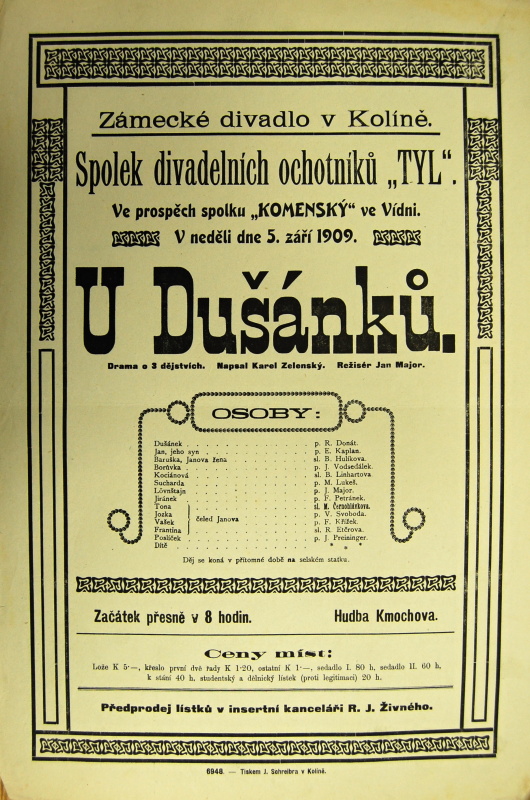 Zámecké divadlo v Kolíně.
Spolek divadelních ochotníků „TYL“.
Ve prospěch spolku „KOMENSKÝ“ ve Vídni.
V neděli dne 5. září 1909.
U Dušánků.
Drama o 3 dějstvích. Napsal Karel Zelenský. Režisér Jan Major.
OSOBY:
Dušánek . . . p. R. Donát.
Jan, jeho syn . . . p. E. Kaplan.
Baruška, Janova žena . . . sl. B. Hulíkova.
Borůvka . . . p. J. Vodsedálek.
Kociánová . . . sl. B. Linhartova.
Sucharda . . . p. M. Lukeš.
Lövnštajn . . . p. J. Major.
Jiránek . . . p. F. Petránek.
Tona . . . sl. M. Černohlávkova.
Jozka . . . p. V. Svoboda.
Vašek } čeleď Janova . . . p. F. Křížek.
Frantina . . . sl. R. Etčrova.
Poslíček . . . p. J. Preininger.
Dítě . . . * * *
Děj se koná v přítomné době na selském statku.
Začátek přesně v 8 hodin. Hudba Kmochova.
Ceny míst:
Lože K 5·—, křeslo první dvě řady K 1·20, ostatní K 1·—, sedadlo I. 80 h, sedadlo II. 60 h,
k stání 40 h, studentský a dělnický lístek (proti legitimaci) 20 h.
Předprodej lístků v insertní kanceláři R. J. Živného.
6948. — Tiskem J. Schreibra v Kolíně.